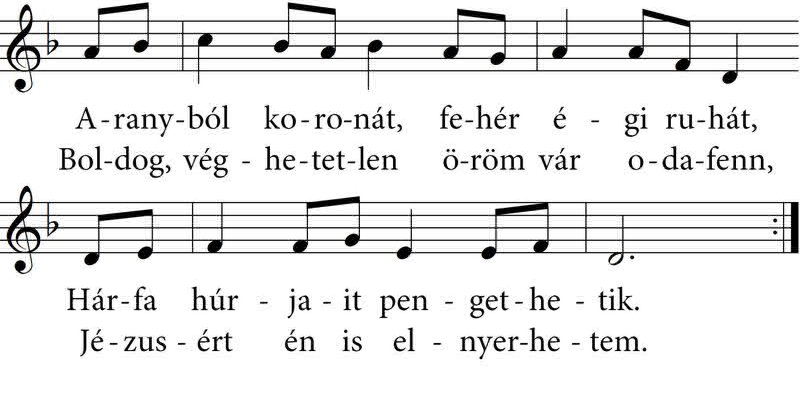 A-rany-ból ko-ro-nát, fe-hér é - gi ru-hát,
Bol-dog, vég - he-tet-len ö-röm vár o-da-fenn,
Hár-fa húr - ja-it pen - get-he - tik.
Jé-zus - ért én is el - nyer-he - tem.